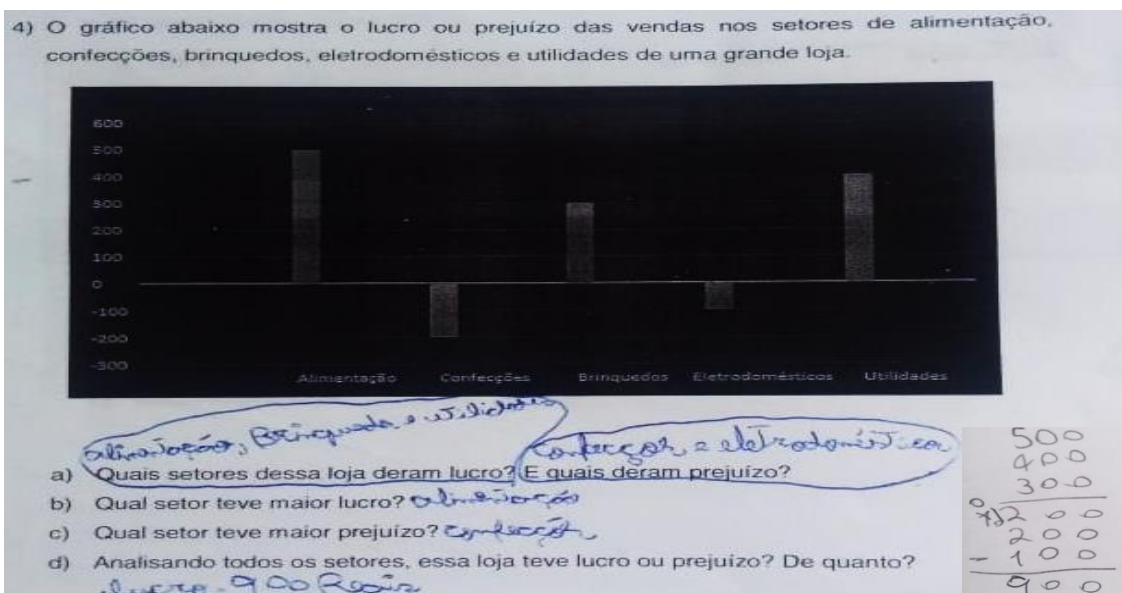 4) O gráfico abaixo mostra o lucro ou prejuízo das vendas nos setores de alimentação,
confecções, brinquedos, eletrodomésticos e utilidades de uma grande loja.
600
500
400
300
200
100
0
-100
-200
-300
Alimentação Confecções Brinquedos Eletrodomésticos Utilidades
alimentação, Brinquedo e utilidades
confecçoes e eletrodoméstico
a) Quais setores dessa loja deram lucro? E quais deram prejuízo?
b) Qual setor teve maior lucro? alimentação
c) Qual setor teve maior prejuízo?
d) Analisando todos os setores, essa loja teve lucro ou prejuízo? De quanto?
lucro - 900 Reais
500
400
300
200
- 100
900